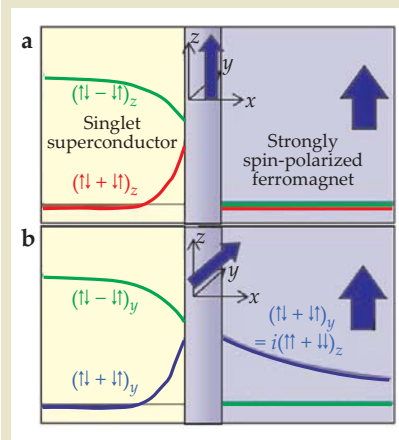 a
z
y
x
(↑↓ − ↓↑)z
Singlet
superconductor
(↑↓ + ↓↑)z
Strongly
spin-polarized
ferromagnet
b
z
y
x
(↑↓ − ↓↑)y
(↑↓ + ↓↑)y
(↑↓ + ↓↑)y
= i(↑↑ + ↓↓)z